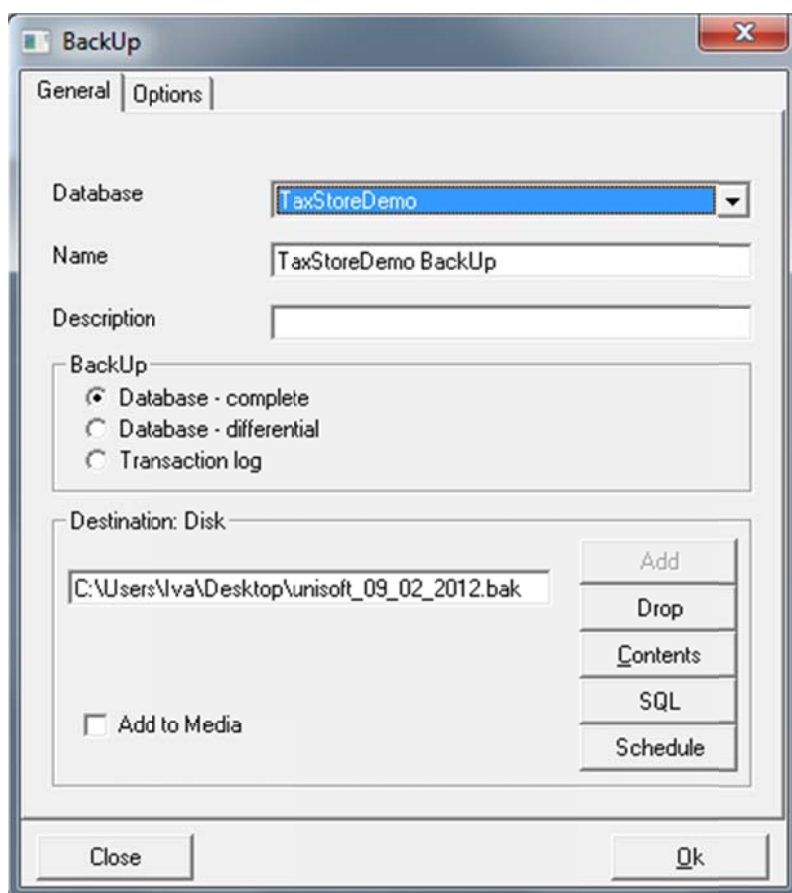 BackUp
General
Options
Database
TaxStoreDemo
Name
TaxStoreDemo BackUp
Description
BackUp
Database - complete
Database - differential
Transaction log
Destination: Disk
C:\Users\Iva\Desktop\unisoft_09_02_2012.bak
Add
Drop
Contents
SQL
Schedule
Add to Media
Close
Ok